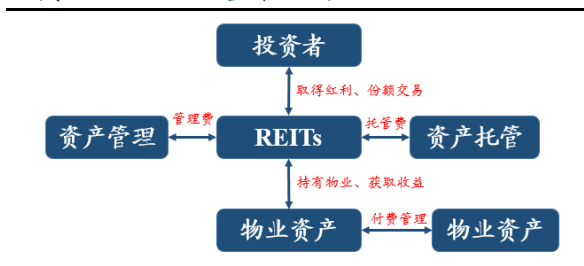 投资者
取得红利、份额交易
资产管理
管理费
REITs
托管费
资产托管
持有物业、获取收益
物业资产
付费管理
物业资产